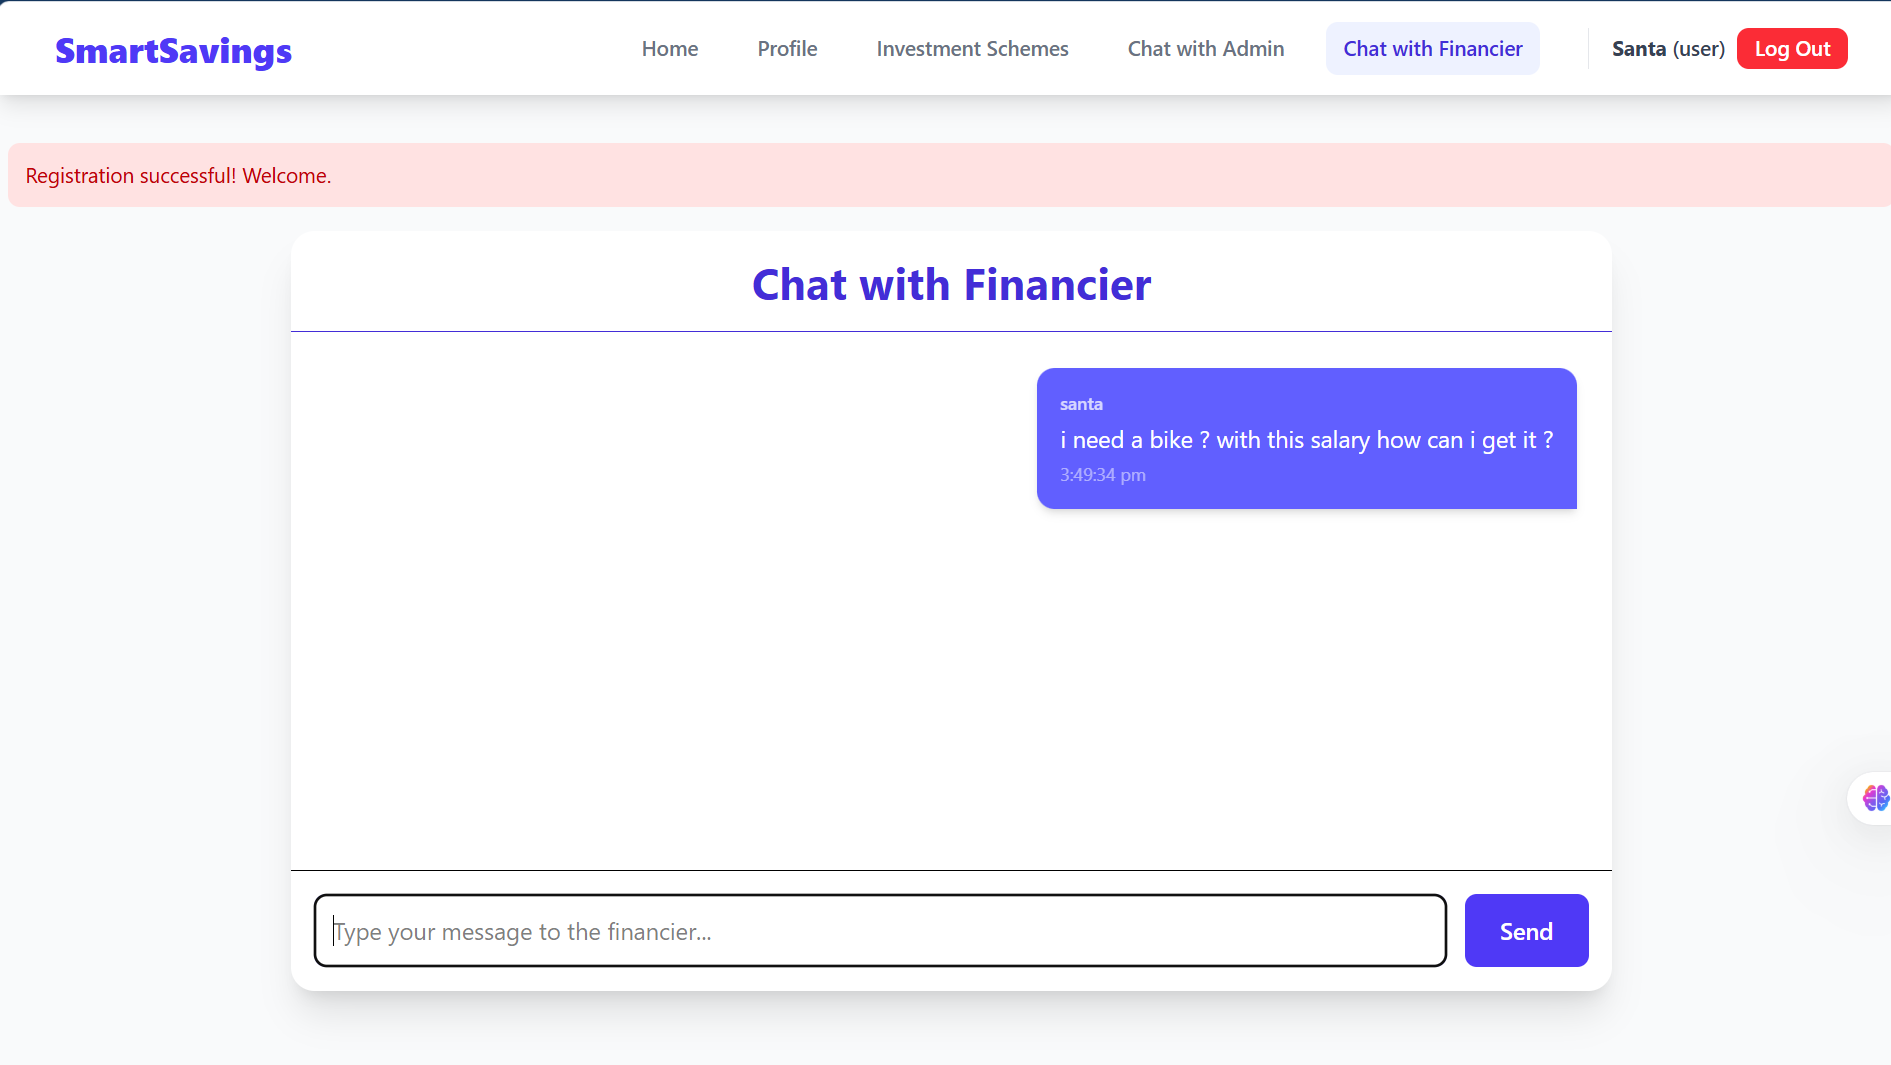 SmartSavings
Home
Profile
Investment Schemes
Chat with Admin
Chat with Financier
Santa (user)
Log Out
Registration successful! Welcome.
Chat with Financier
santa
i need a bike ? with this salary how can i get it ?
3:49:34 pm
Type your message to the financier...
Send